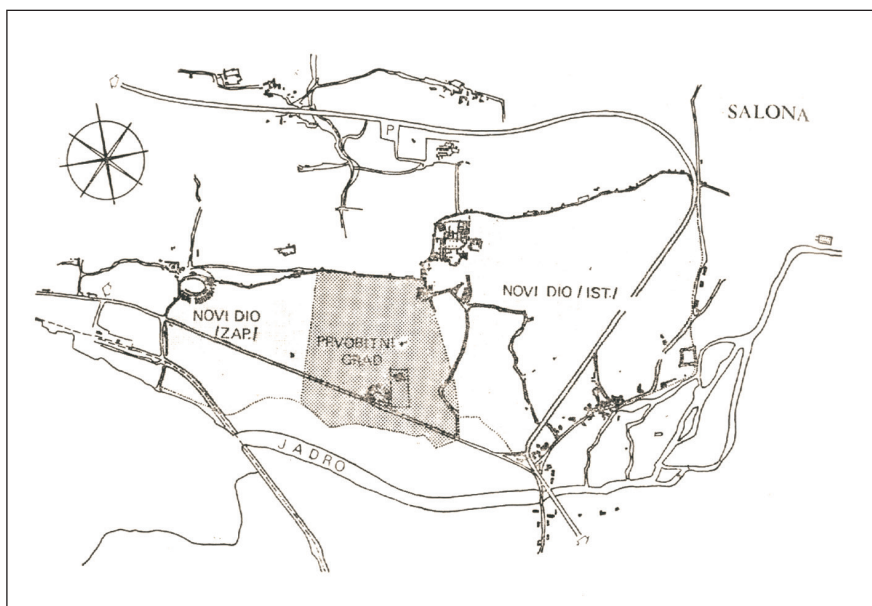 SALONA
P
NOVI DIO /IST./
NOVI DIO
/ZAP./
PRVOBITNI
GRAD
JADRO